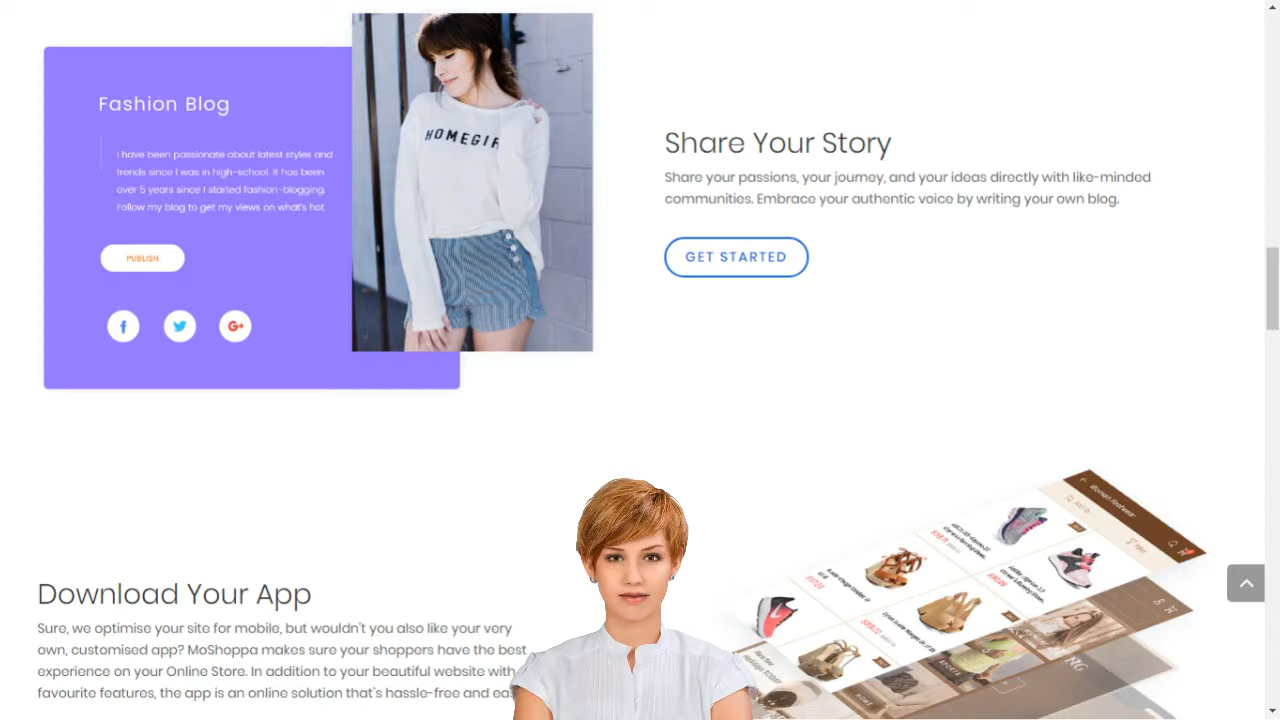 Fashion Blog
I have been passionate about latest styles and
trends since I was in high-school. It has been
over 5 years since I started fashion-blogging.
Follow my blog to get my views on what's hot.
PUBLISH
HOMEGIR
Share Your Story
Share your passions, your journey, and your ideas directly with like-minded
communities. Embrace your authentic voice by writing your own blog.
GET STARTED
Women Footwear
Download Your App
Sure, we optimise your site for mobile, but wouldn't you also like your very
own, customised app? MoShoppa makes sure your shoppers have the best
experience on your Online Store. In addition to your beautiful website with
favourite features, the app is an online solution that's hassle-free and